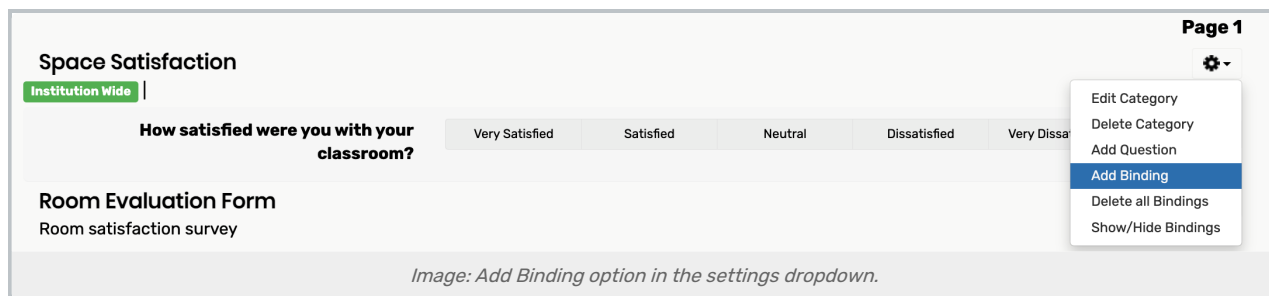 Page 1
Space Satisfaction
Institution Wide
How satisfied were you with your
classroom?
Very Satisfied
Satisfied
Neutral
Dissatisfied
Very Dissa
Edit Category
Delete Category
Add Question
Add Binding
Delete all Bindings
Show/Hide Bindings
Room Evaluation Form
Room satisfaction survey
Image: Add Binding option in the settings dropdown.